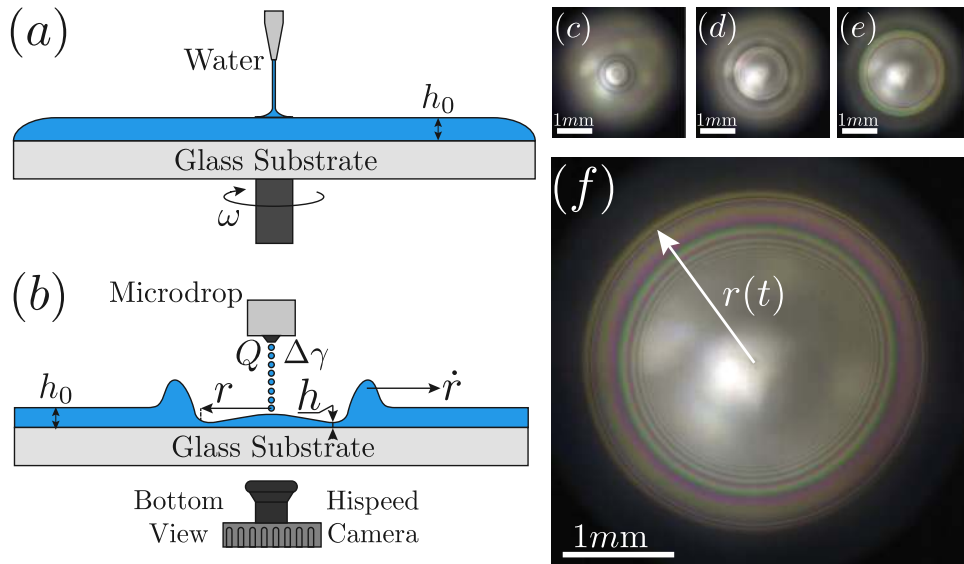 (a)
Water
h₀
Glass Substrate
ω
(b)
Microdrop
Q
Δγ
h₀
r
h
ṙ
Glass Substrate
Bottom
View
Hispeed
Camera
(c)
1mm
(d)
1mm
(e)
1mm
(f)
r(t)
1mm